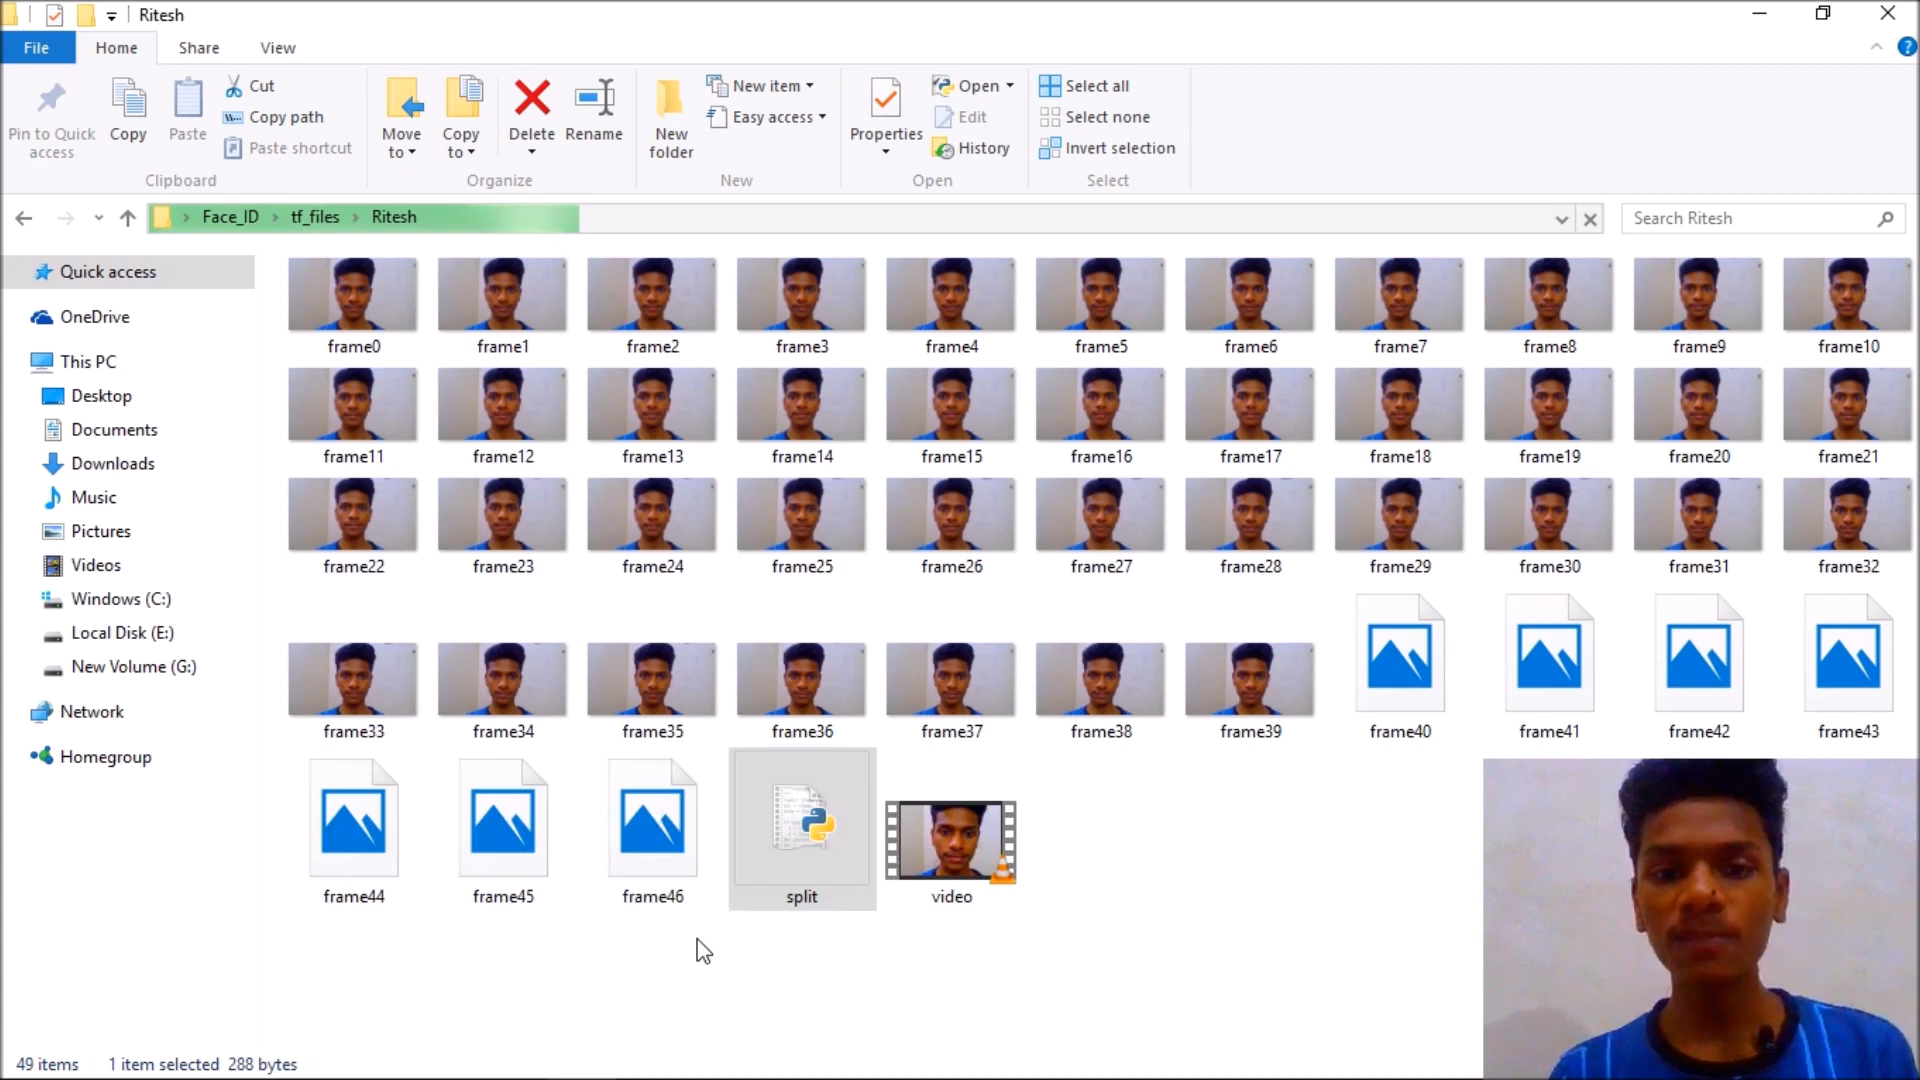 Ritesh
File Home Share View
Pin to Quick access
Copy
Paste
Cut
Copy path
Paste shortcut
Clipboard
Move to
Copy to
Delete
Rename
Organize
New folder
New item
Easy access
New
Properties
Open
Edit
History
Open
Select all
Select none
Invert selection
Select
Face_ID tf_files Ritesh
Search Ritesh
Quick access
OneDrive
This PC
Desktop
Documents
Downloads
Music
Pictures
Videos
Windows (C:)
Local Disk (E:)
New Volume (G:)
Network
Homegroup
frame0 frame1 frame2 frame3 frame4 frame5 frame6 frame7 frame8 frame9 frame10
frame11 frame12 frame13 frame14 frame15 frame16 frame17 frame18 frame19 frame20 frame21
frame22 frame23 frame24 frame25 frame26 frame27 frame28 frame29 frame30 frame31 frame32
frame33 frame34 frame35 frame36 frame37 frame38 frame39 frame40 frame41 frame42 frame43
frame44 frame45 frame46 split video
49 items 1 item selected 288 bytes